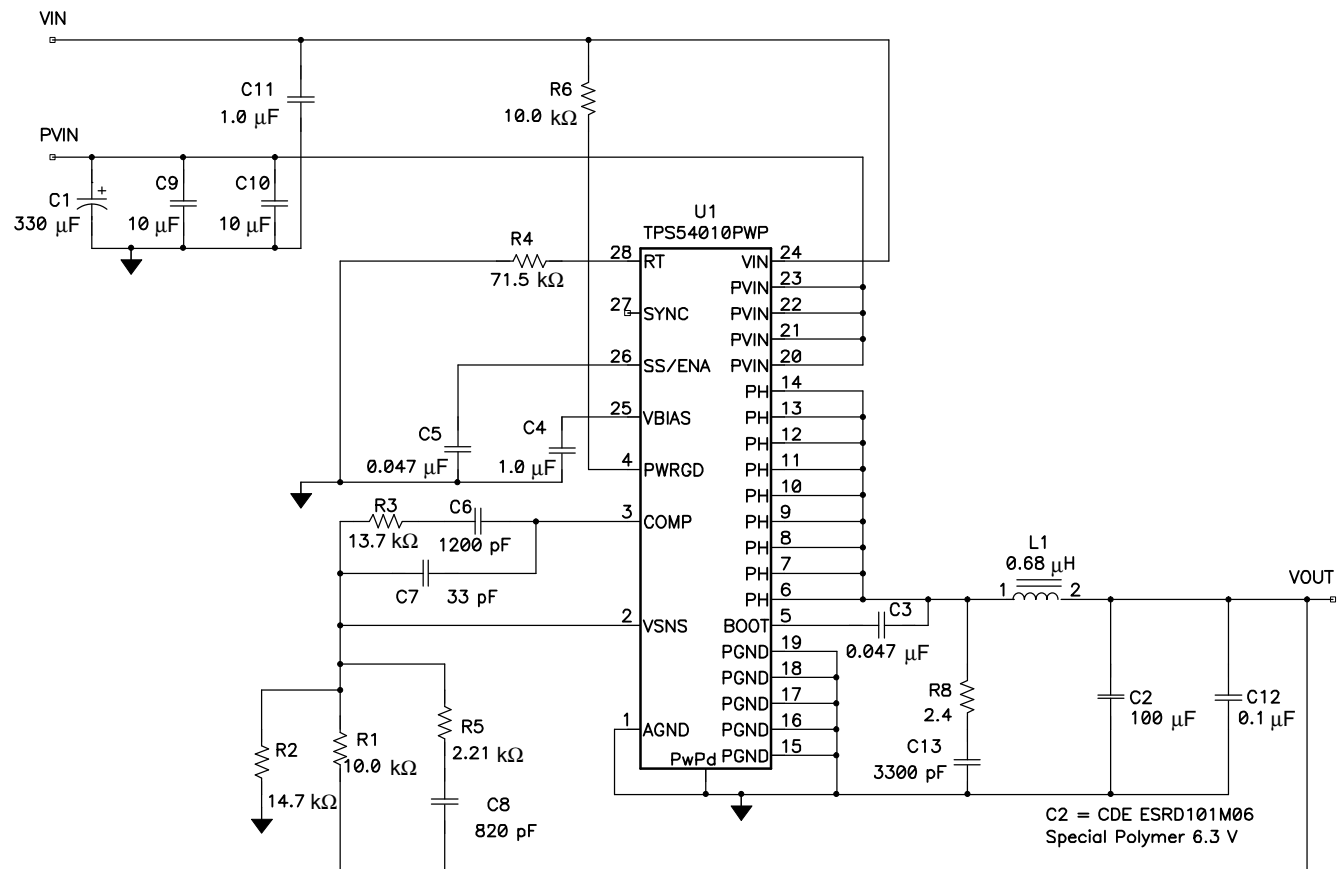 VIN
C11
1.0 µF
R6
10.0 kΩ
PVIN
C1
+
330 µF
C9
10 µF
C10
10 µF
U1
TPS54010PWP
R4
71.5 kΩ
28 RT
27 SYNC
26 SS/ENA
25 VBIAS
4 PWRGD
3 COMP
2 VSNS
1 AGND
PwPd
VIN 24
PVIN 23
PVIN 22
PVIN 21
PVIN 20
PH 14
PH 13
PH 12
PH 11
PH 10
PH 9
PH 8
PH 7
PH 6
BOOT 5
PGND 19
PGND 18
PGND 17
PGND 16
PGND 15
C5
0.047 µF
C4
1.0 µF
R3
13.7 kΩ
C6
1200 pF
C7
33 pF
R2
14.7 kΩ
R1
10.0 kΩ
R5
2.21 kΩ
C8
820 pF
C3
0.047 µF
L1
0.68 µH
1 2
VOUT
R8
2.4
C13
3300 pF
C2
100 µF
C12
0.1 µF
C2 = CDE ESRD101M06
Special Polymer 6.3 V